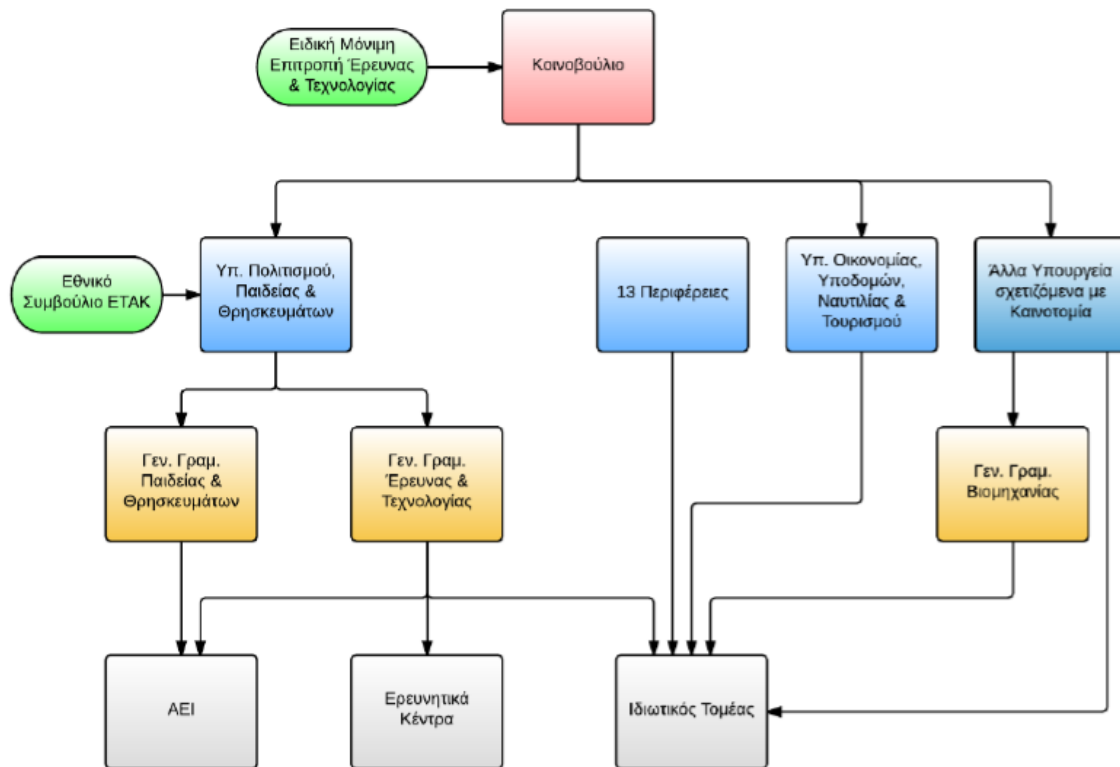 Ειδική Μόνιμη
Επιτροπή Έρευνας
& Τεχνολογίας
Κοινοβούλιο
Εθνικό
Συμβούλιο ΕΤΑΚ
Υπ. Πολιτισμού,
Παιδείας &
Θρησκευμάτων
13 Περιφέρειες
Υπ. Οικονομίας,
Υποδομών,
Ναυτιλίας &
Τουρισμού
Άλλα Υπουργεία
σχετιζόμενα με
Καινοτομία
Γεν. Γραμ.
Παιδείας &
Θρησκευμάτων
Γεν. Γραμ.
Έρευνας &
Τεχνολογίας
Γεν. Γραμ.
Βιομηχανίας
ΑΕΙ
Ερευνητικά
Κέντρα
Ιδιωτικός Τομέας